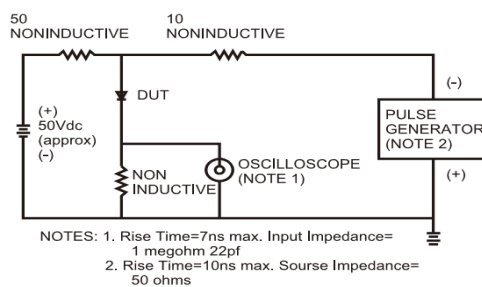 50
NONINDUCTIVE
10
NONINDUCTIVE
(+)
50Vdc
(approx)
(-)
DUT
NON
INDUCTIVE
OSCILLOSCOPE
(NOTE 1)
(-)
PULSE
GENERATOR
(NOTE 2)
(+)
NOTES: 1. Rise Time=7ns max. Input Impedance=
1 megohm 22pf
2. Rise Time=10ns max. Sourse Impedance=
50 ohms